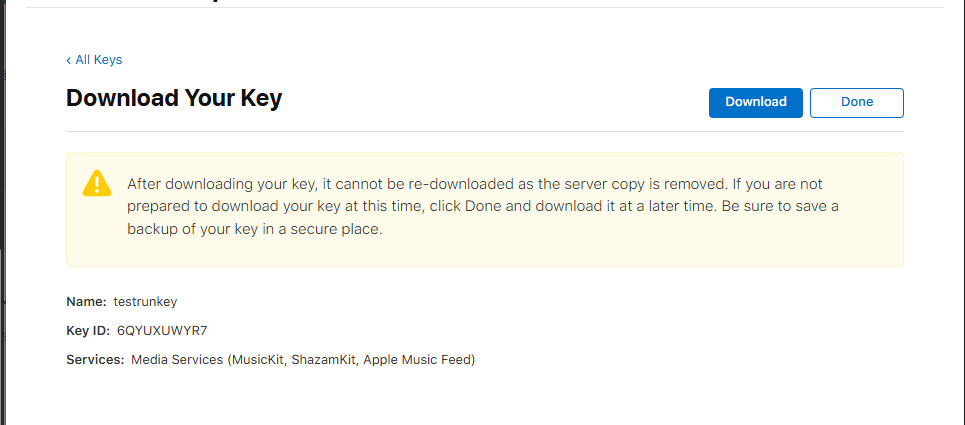 ‹ All Keys
Download Your Key
Download
Done
After downloading your key, it cannot be re-downloaded as the server copy is removed. If you are not
prepared to download your key at this time, click Done and download it at a later time. Be sure to save a
backup of your key in a secure place.
Name: testrunkey
Key ID: 6QYUXUWYR7
Services: Media Services (MusicKit, ShazamKit, Apple Music Feed)